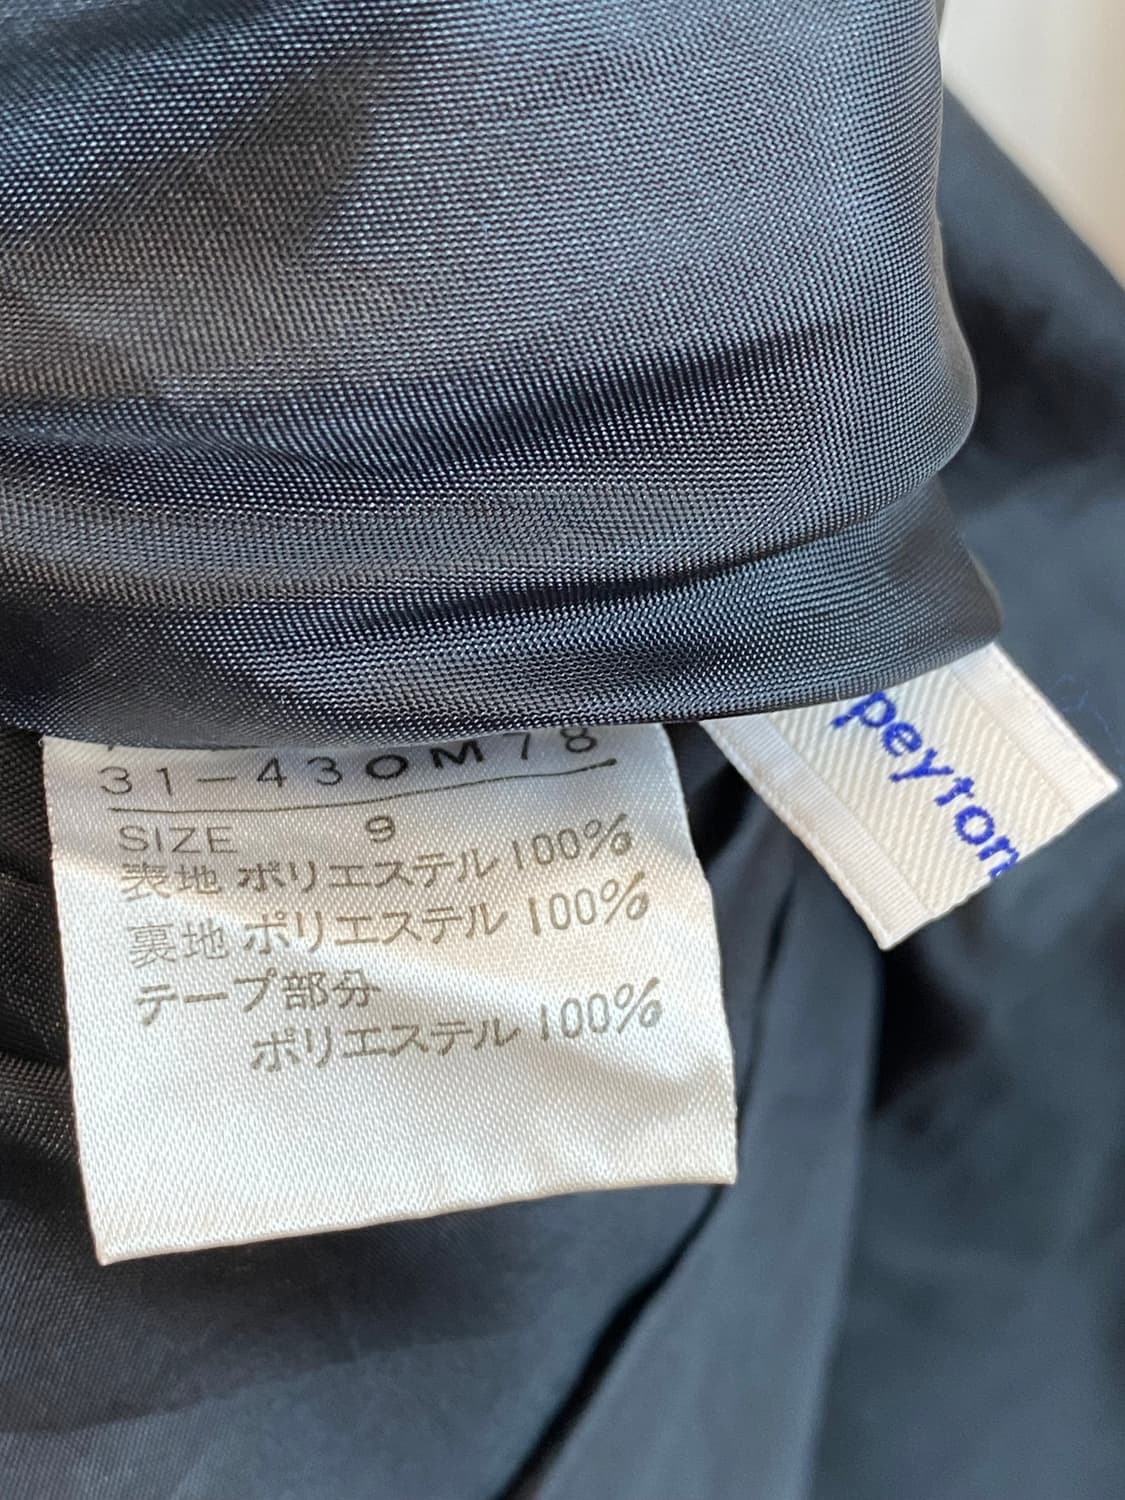 31-430M78
SIZE 9
表地 ポリエステル 100%
裏地 ポリエステル 100%
テープ部分
ポリエステル 100%
peyton